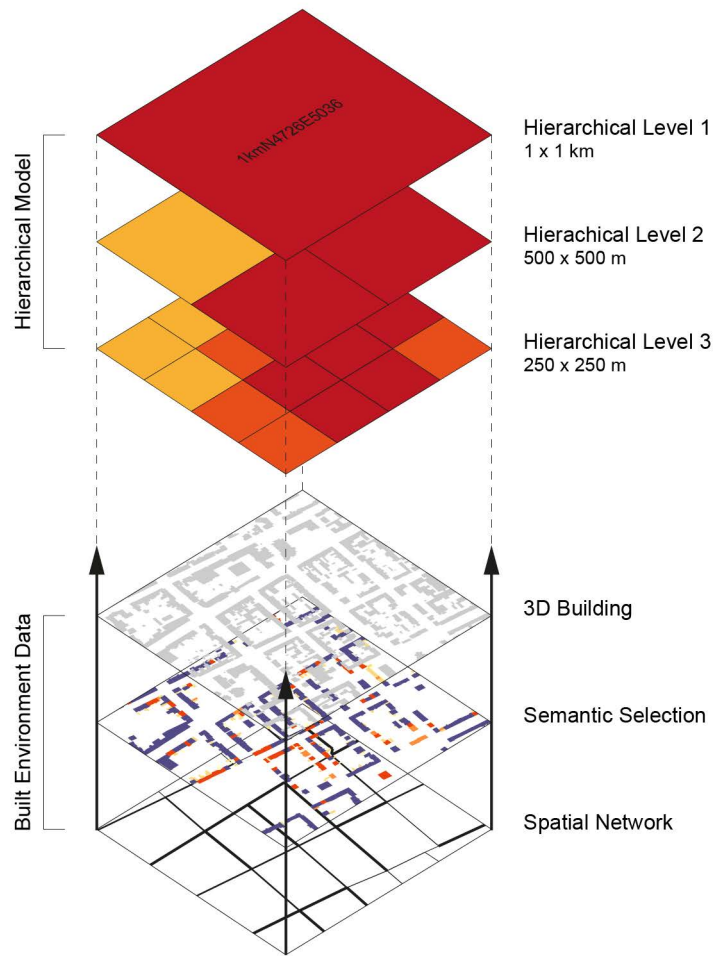 1kmN4726E5036
Hierarchical Level 1
1 x 1 km
Hierachical Level 2
500 x 500 m
Hierarchical Level 3
250 x 250 m
Hierarchical Model
3D Building
Semantic Selection
Spatial Network
Built Environment Data